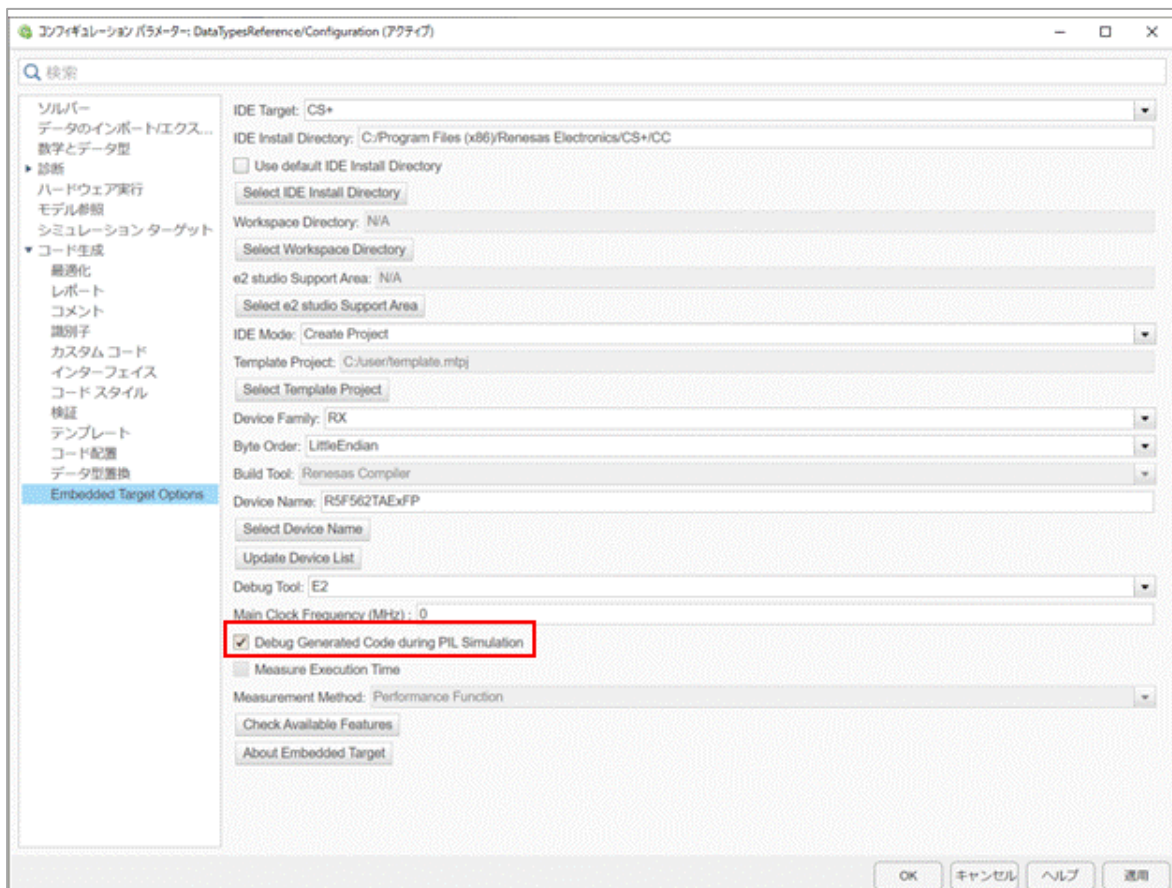 コンフィギュレーション パラメーター: DataTypesReference/Configuration (アクティブ)
検索
ソルバー
データのインポート/エクス...
数学とデータ型
診断
ハードウェア実行
モデル参照
シミュレーション ターゲット
コード生成
最適化
レポート
コメント
識別子
カスタム コード
インターフェイス
コード スタイル
検証
テンプレート
コード配置
データ型置換
Embedded Target Options
IDE Target: CS+
IDE Install Directory: C:/Program Files (x86)/Renesas Electronics/CS+/CC
Use default IDE Install Directory
Select IDE Install Directory
Workspace Directory: N/A
Select Workspace Directory
e2 studio Support Area: N/A
Select e2 studio Support Area
IDE Mode: Create Project
Template Project: C:/user/template.mtpj
Select Template Project
Device Family: RX
Byte Order: LittleEndian
Build Tool: Renesas Compiler
Device Name: R5F562TAExFP
Select Device Name
Update Device List
Debug Tool: E2
Main Clock Frequency (MHz) : 0
Debug Generated Code during PIL Simulation
Measure Execution Time
Measurement Method: Performance Function
Check Available Features
About Embedded Target
OK キャンセル ヘルプ 適用